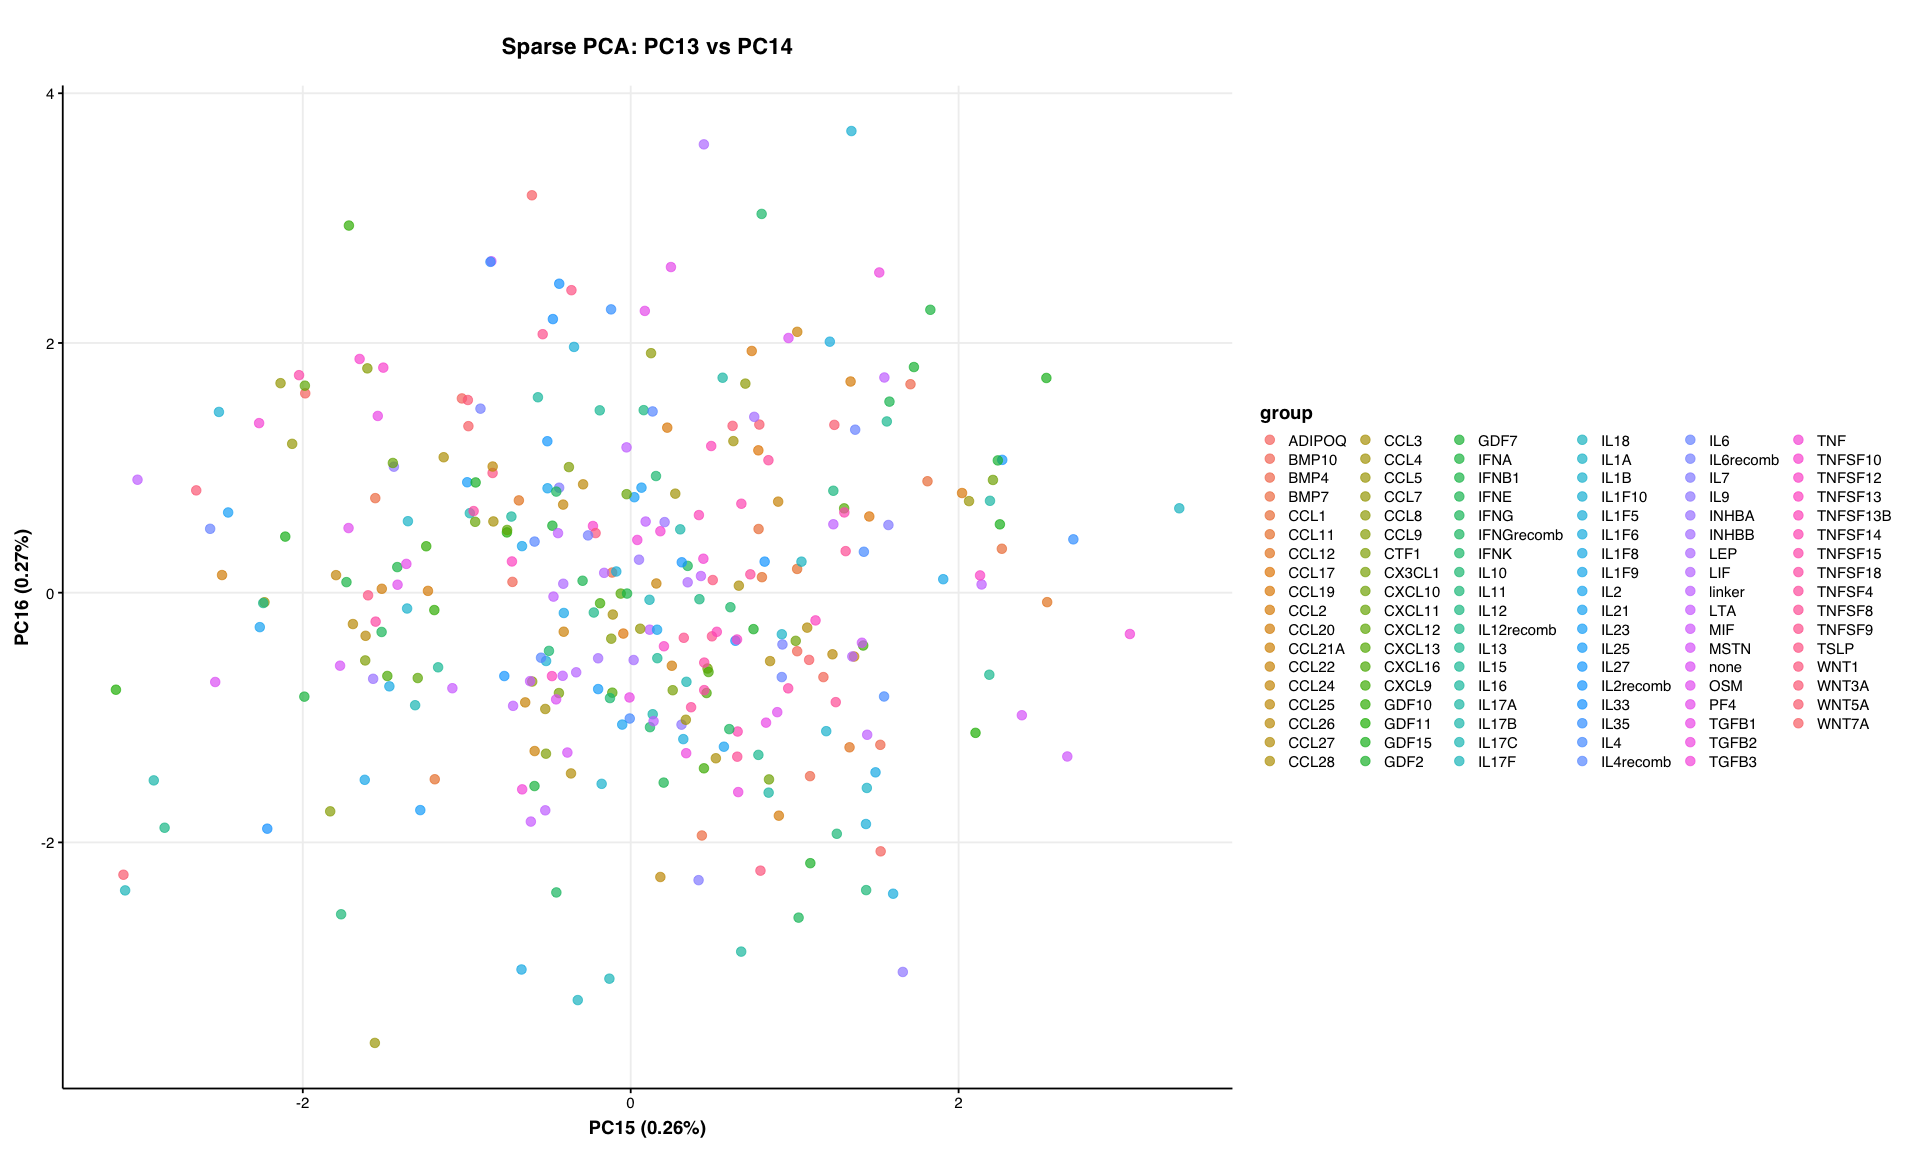 Sparse PCA: PC13 vs PC14
4
2
0
-2
PC16 (0.27%)
-2
0
2
PC15 (0.26%)
group
ADIPOQ
BMP10
BMP4
BMP7
CCL1
CCL11
CCL12
CCL17
CCL19
CCL2
CCL20
CCL21A
CCL22
CCL24
CCL25
CCL26
CCL27
CCL28
CCL3
CCL4
CCL5
CCL7
CCL8
CCL9
CTF1
CX3CL1
CXCL10
CXCL11
CXCL12
CXCL13
CXCL16
CXCL9
GDF10
GDF11
GDF15
GDF2
GDF7
IFNA
IFNB1
IFNE
IFNG
IFNGrecomb
IFNK
IL10
IL11
IL12
IL12recomb
IL13
IL15
IL16
IL17A
IL17B
IL17C
IL17F
IL18
IL1A
IL1B
IL1F10
IL1F5
IL1F6
IL1F8
IL1F9
IL2
IL21
IL23
IL25
IL27
IL2recomb
IL33
IL35
IL4
IL4recomb
IL6
IL6recomb
IL7
IL9
INHBA
INHBB
LEP
LIF
linker
LTA
MIF
MSTN
none
OSM
PF4
TGFB1
TGFB2
TGFB3
TNF
TNFSF10
TNFSF12
TNFSF13
TNFSF13B
TNFSF14
TNFSF15
TNFSF18
TNFSF4
TNFSF8
TNFSF9
TSLP
WNT1
WNT3A
WNT5A
WNT7A